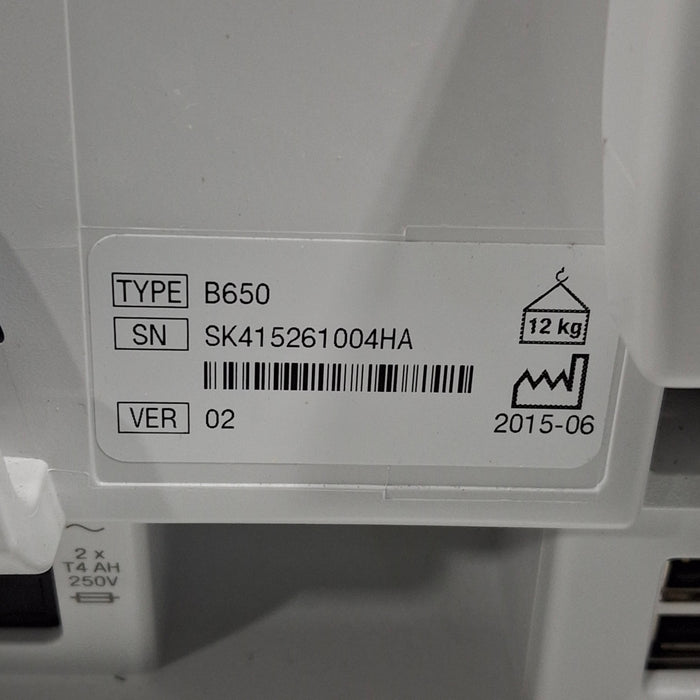 TYPE B650
12 kg
SN SK415261004HA
VER 02
2015-06
2 x
T4 AH
250V